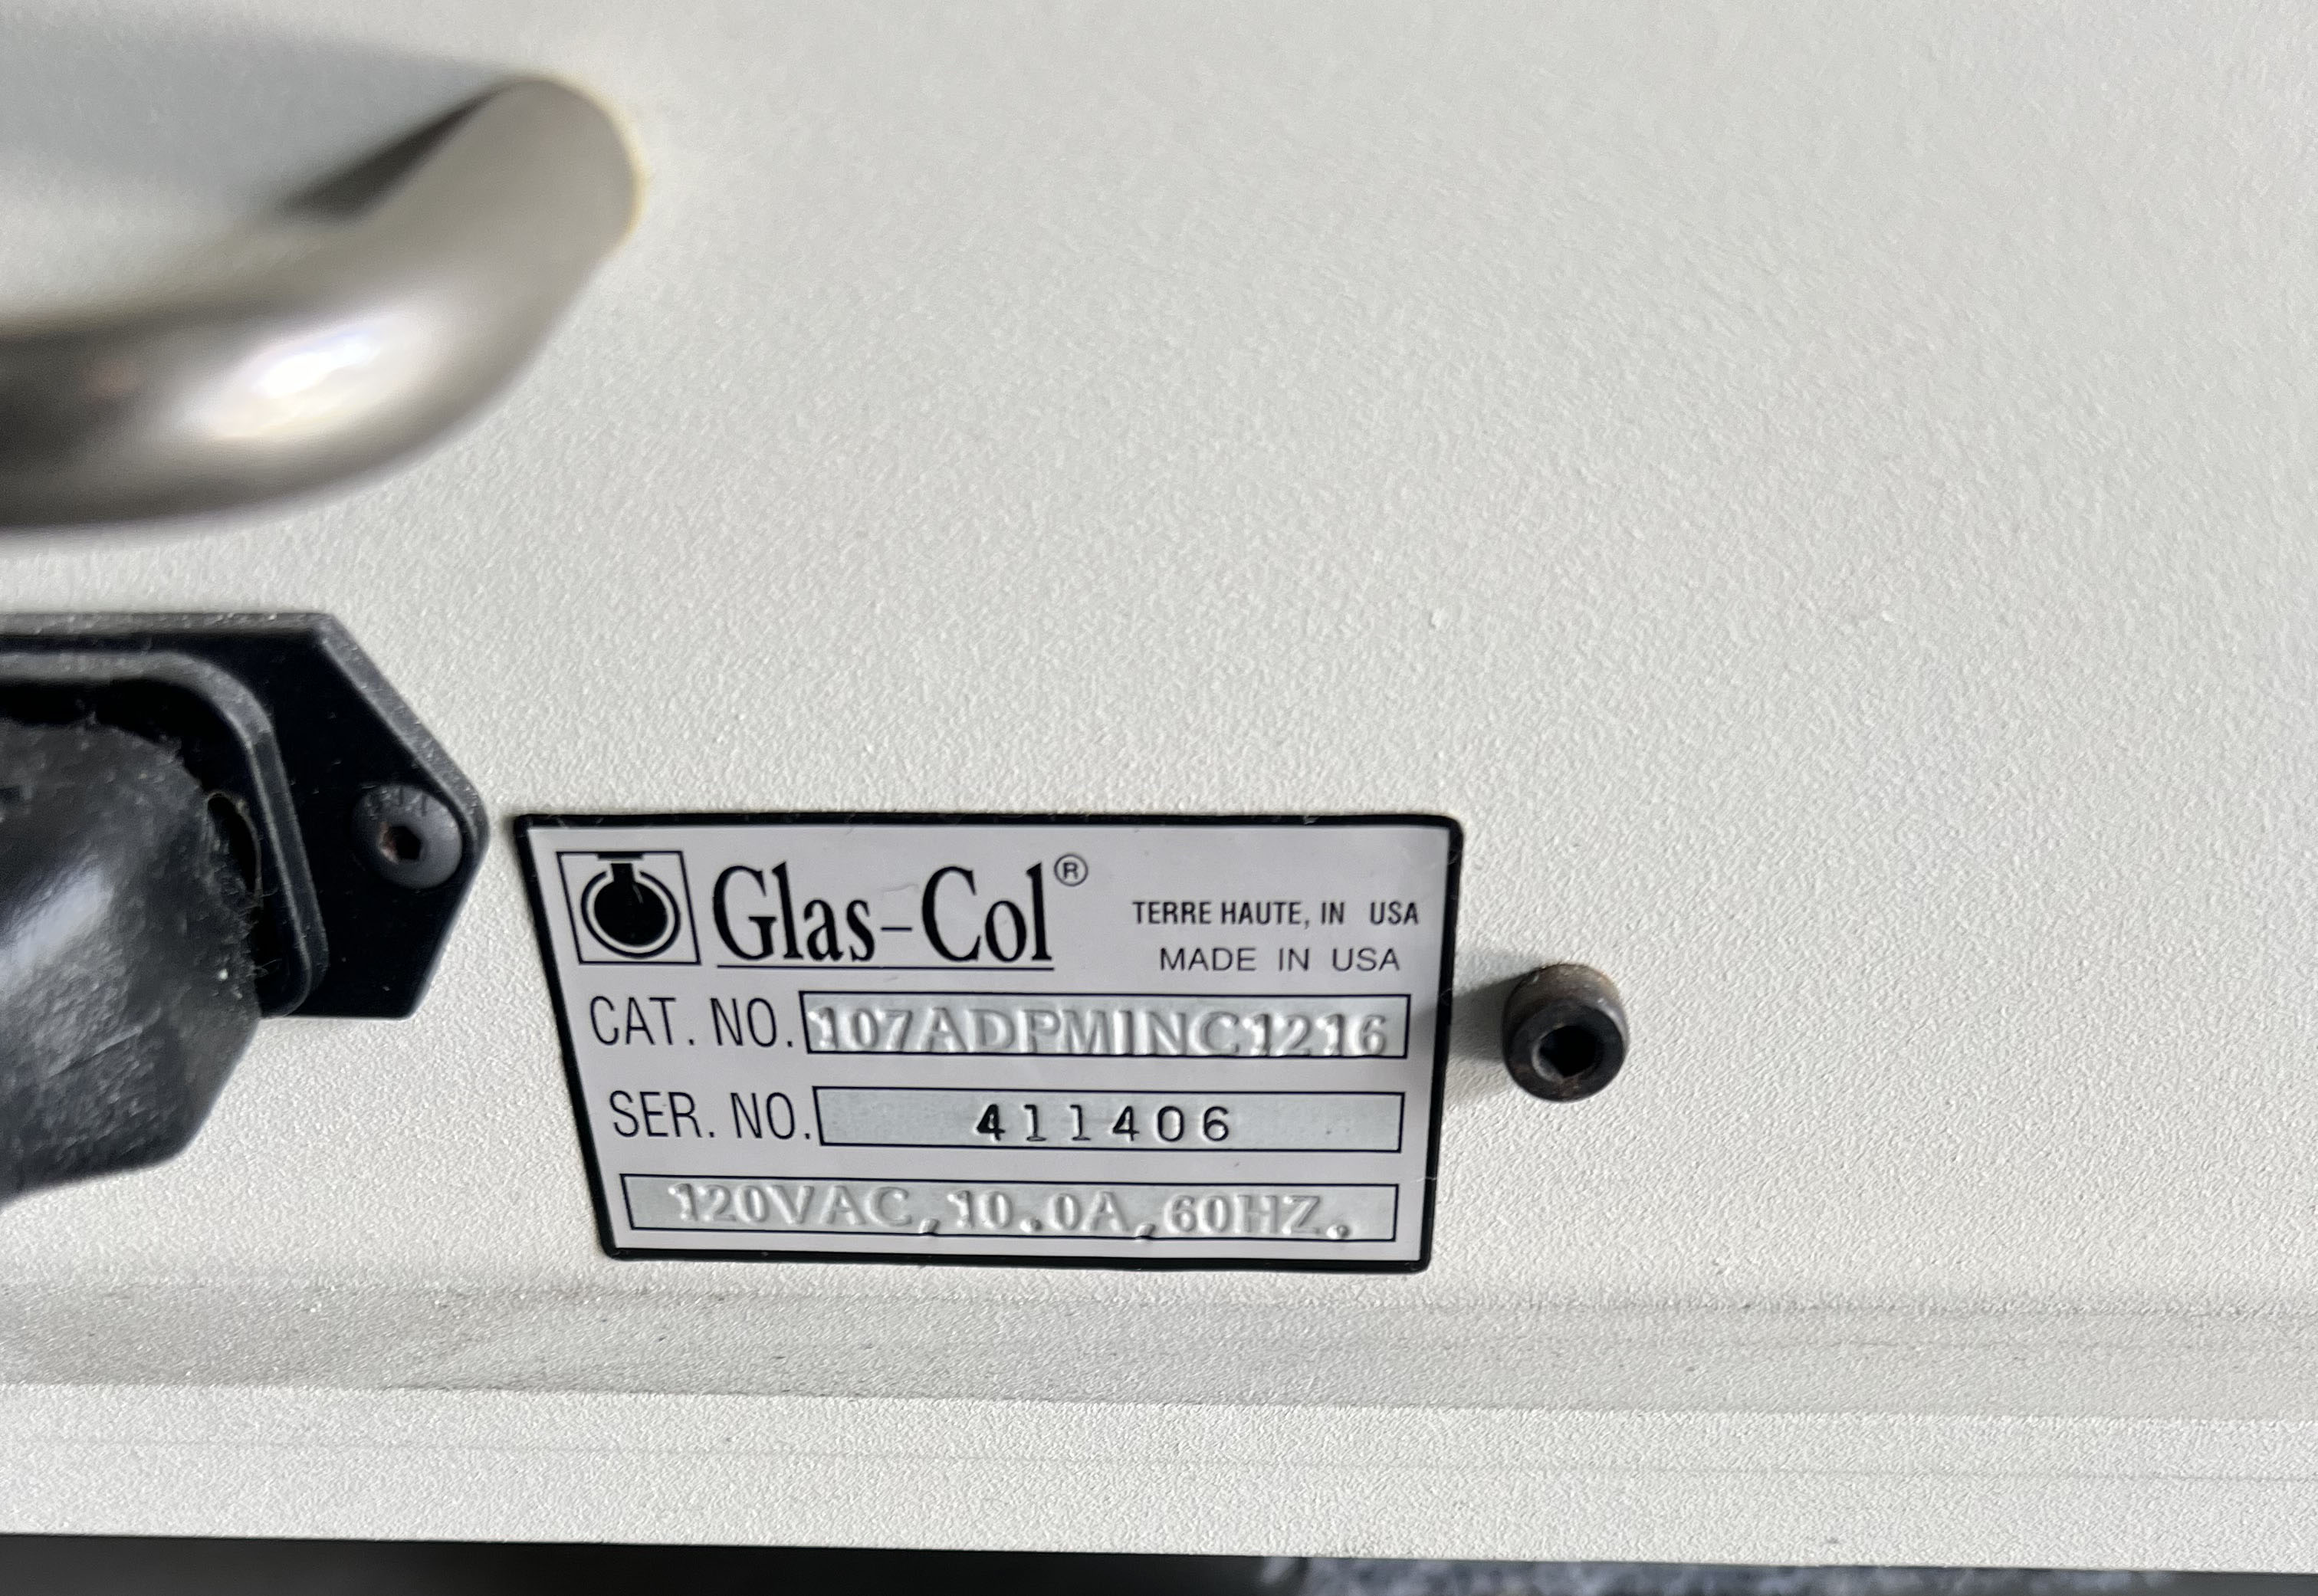 Glas-Col®
TERRE HAUTE, IN USA
MADE IN USA
CAT. NO. 107ADPMINC1216
SER. NO. 411406
120VAC,10.0A,60HZ.